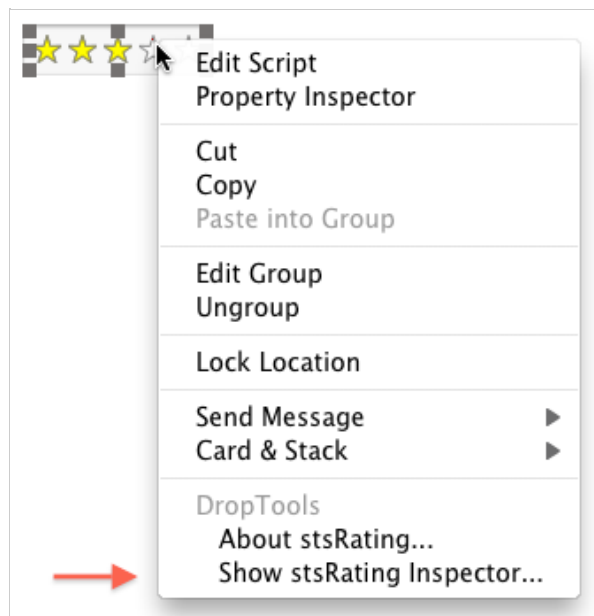 Edit Script
Property Inspector
Cut
Copy
Paste into Group
Edit Group
Ungroup
Lock Location
Send Message
Card & Stack
DropTools
About stsRating...
Show stsRating Inspector...